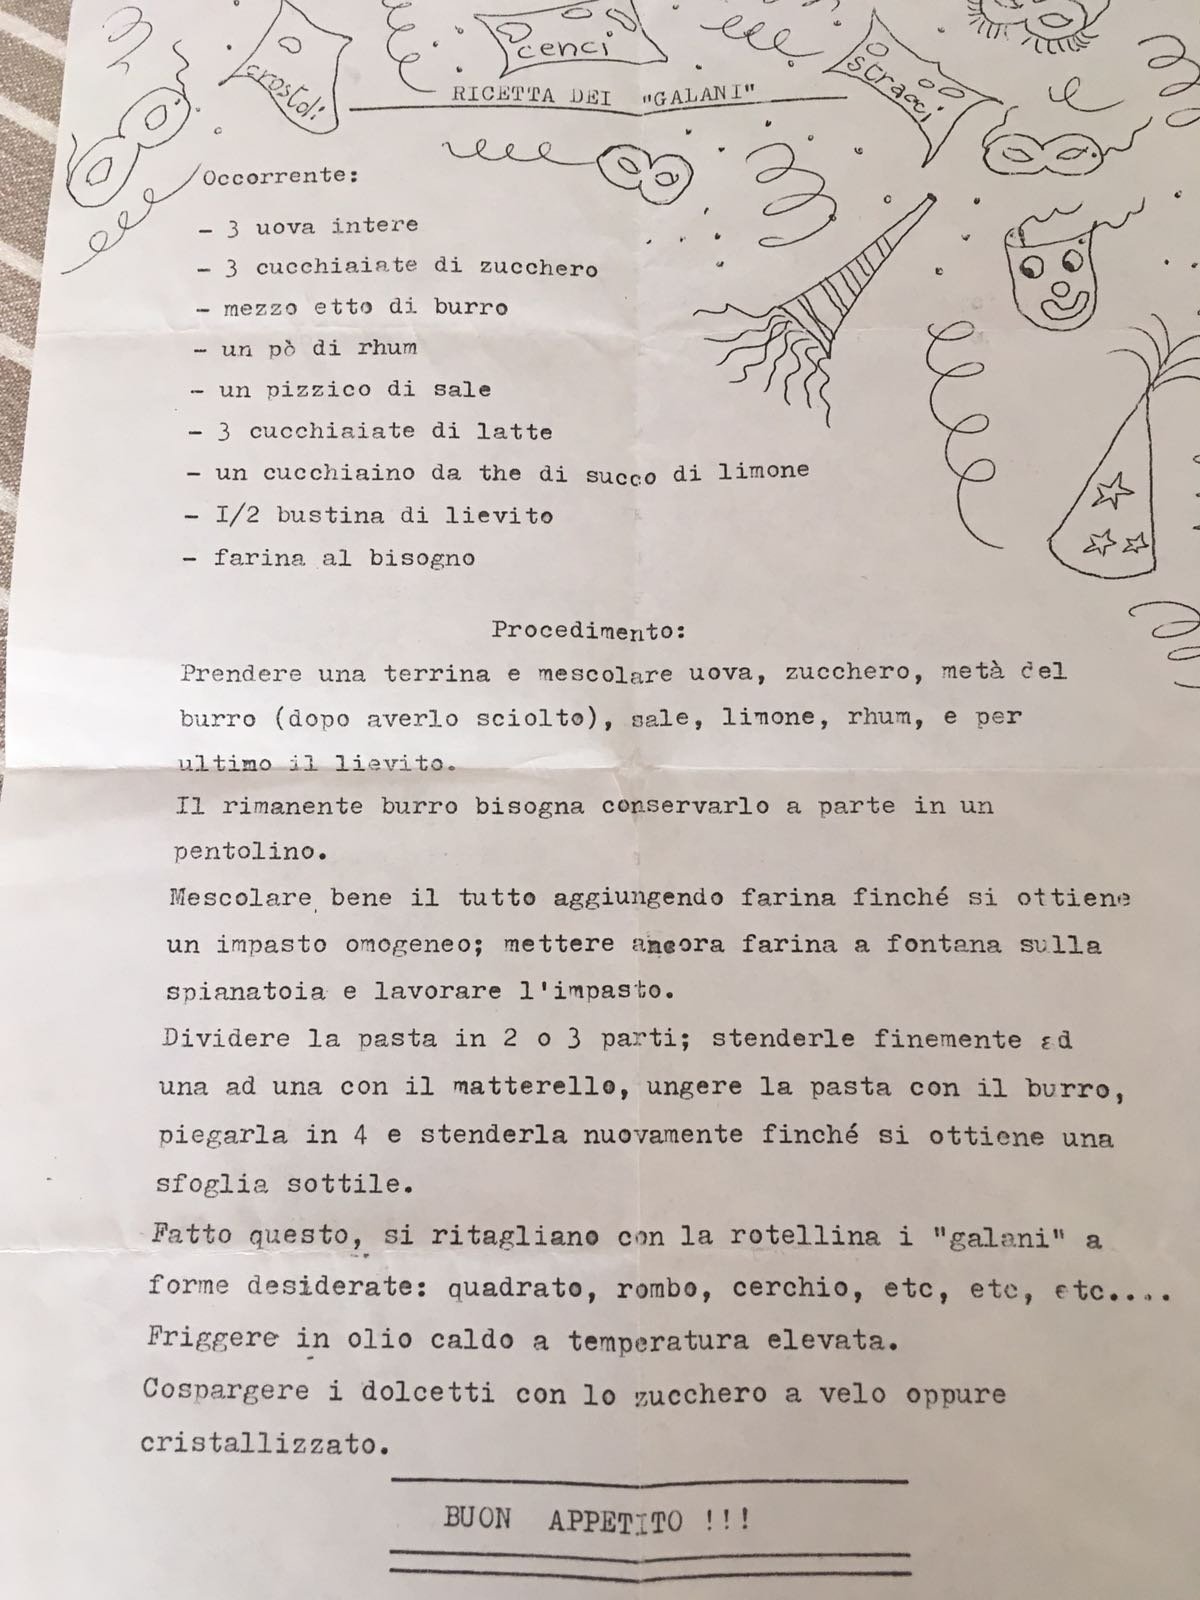 crostoli
cenci
stracci
RICETTA DEI "GALANI"
Occorrente:
- 3 uova intere
- 3 cucchiaiate di zucchero
- mezzo etto di burro
- un pò di rhum
- un pizzico di sale
- 3 cucchiaiate di latte
- un cucchiaino da the di succo di limone
- I/2 bustina di lievito
- farina al bisogno
Procedimento:
Prendere una terrina e mescolare uova, zucchero, metà del
burro (dopo averlo sciolto), sale, limone, rhum, e per
ultimo il lievito.
Il rimanente burro bisogna conservarlo a parte in un
pentolino.
Mescolare bene il tutto aggiungendo farina finché si ottiene
un impasto omogeneo; mettere ancora farina a fontana sulla
spianatoia e lavorare l'impasto.
Dividere la pasta in 2 o 3 parti; stenderle finemente ad
una ad una con il matterello, ungere la pasta con il burro,
piegarla in 4 e stenderla nuovamente finché si ottiene una
sfoglia sottile.
Fatto questo, si ritagliano con la rotellina i "galani" a
forme desiderate: quadrato, rombo, cerchio, etc, etc, etc....
Friggere in olio caldo a temperatura elevata.
Cospargere i dolcetti con lo zucchero a velo oppure
cristallizzato.
BUON APPETITO !!!